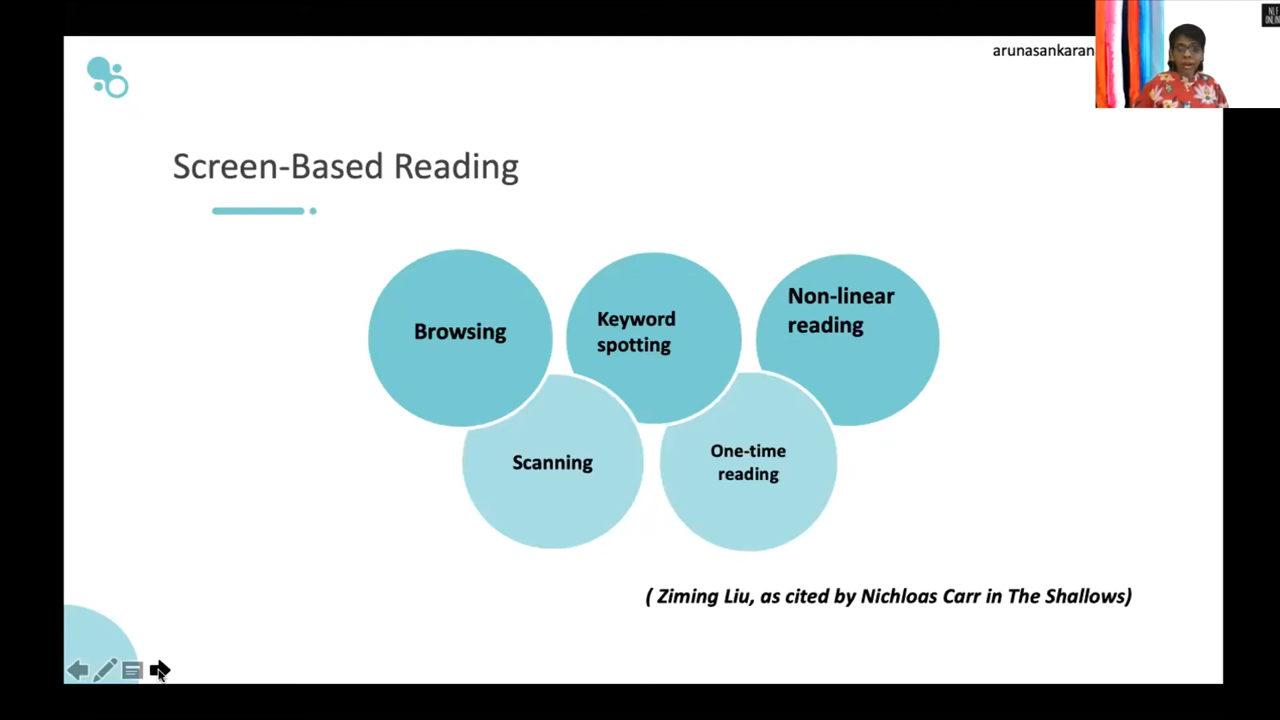 arunasankaran
Screen-Based Reading
Browsing
Keyword
spotting
Non-linear
reading
Scanning
One-time
reading
( Ziming Liu, as cited by Nichloas Carr in The Shallows)